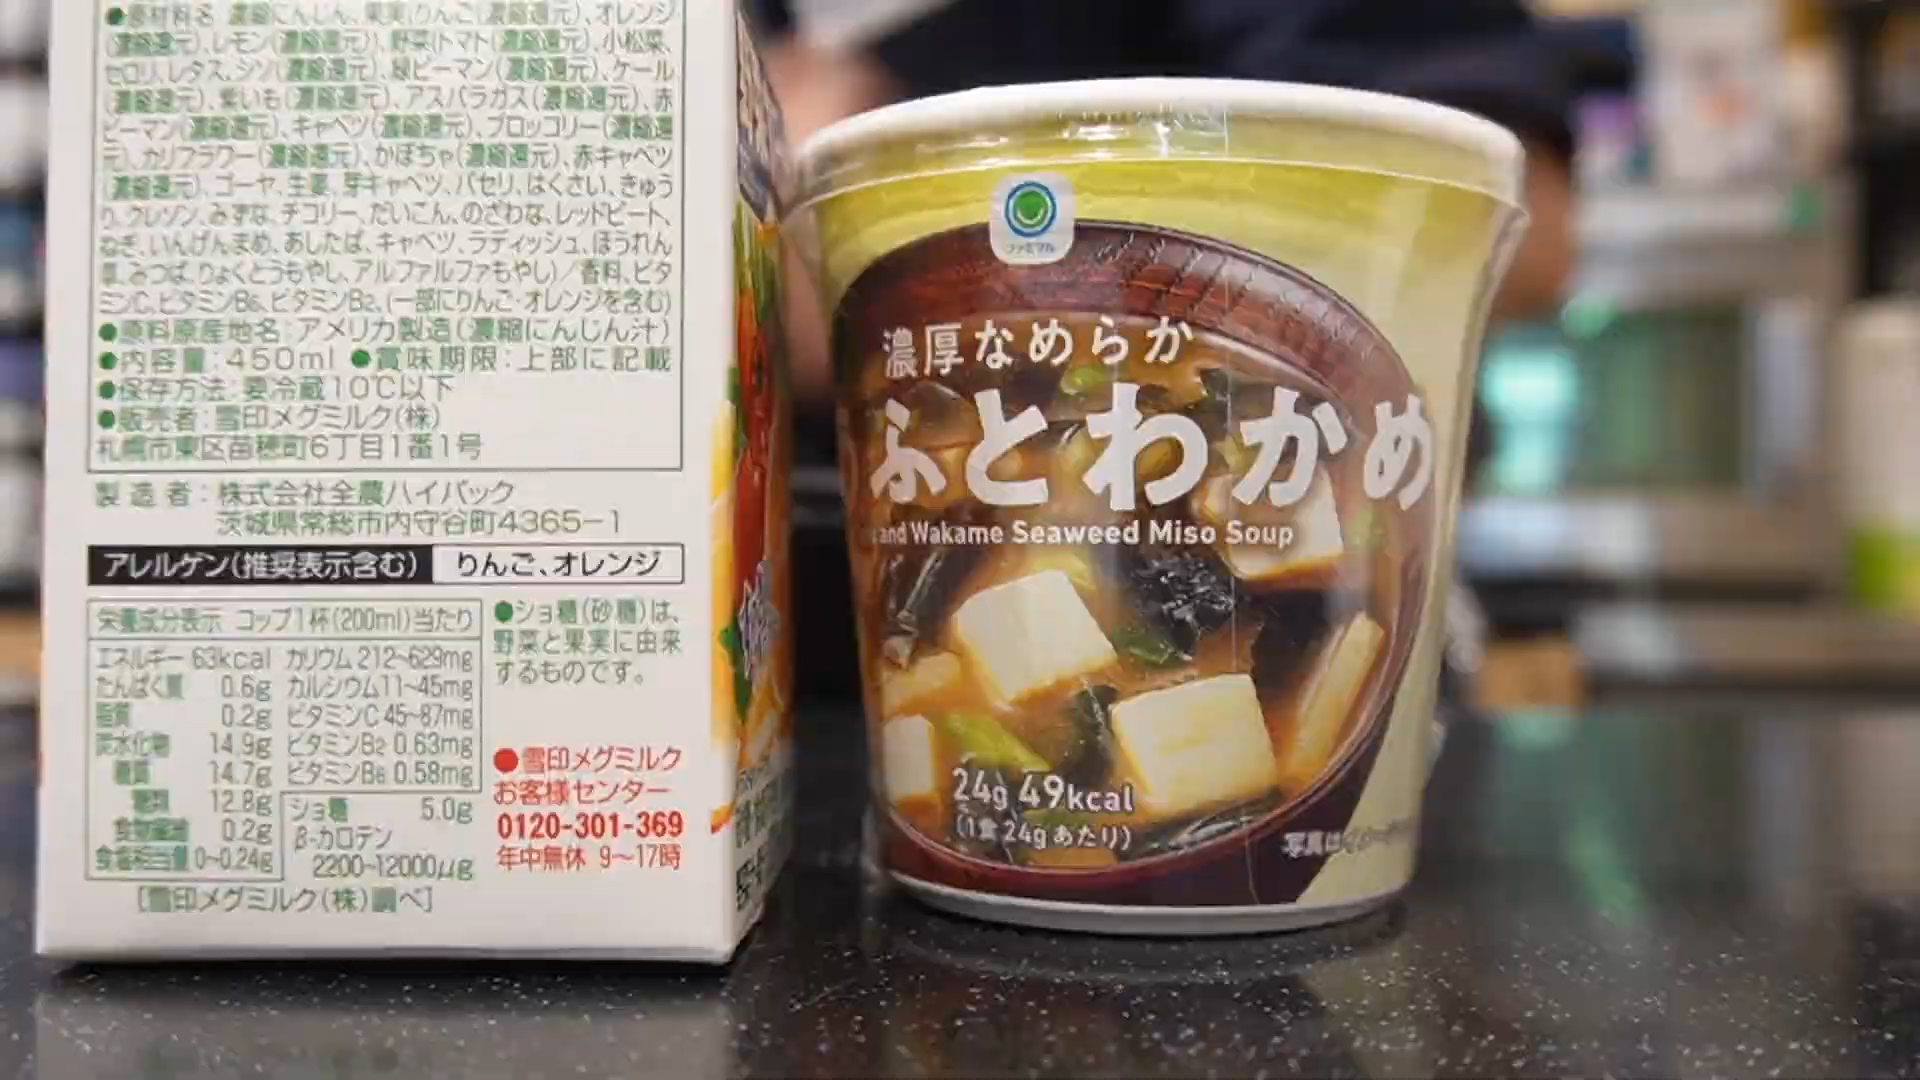 ●原材料名 濃縮にんじん、果実(りんご(濃縮還元)、オレンジ
(濃縮還元)、レモン(濃縮還元))、野菜(トマト(濃縮還元)、小松菜、
セロリ、レタス、シソ(濃縮還元)、緑ピーマン(濃縮還元)、ケール
(濃縮還元)、紫いも(濃縮還元)、アスパラガス(濃縮還元)、赤
ピーマン(濃縮還元)、キャベツ(濃縮還元)、ブロッコリー(濃縮還
元)、カリフラワー(濃縮還元)、かぼちゃ(濃縮還元)、赤キャベツ
(濃縮還元)、ゴーヤ、生姜、芽キャベツ、パセリ、はくさい、きゅう
り、クレソン、みずな、チコリー、だいこん、のざわな、レッドビート、
ねぎ、いんげんまめ、あしたば、キャベツ、ラディッシュ、ほうれん
草、みつば、りょくとうもやし、アルファルファもやし)/香料、ビタ
ミンC、ビタミンB6、ビタミンB2、(一部にりんご・オレンジを含む)
●原料原産地名:アメリカ製造(濃縮にんじん汁)
●内容量:450ml ●賞味期限:上部に記載
●保存方法:要冷蔵10℃以下
●販売者:雪印メグミルク(株)
札幌市東区苗穂町6丁目1番1号
製造者:株式会社全農ハイパック
茨城県常総市内守谷町4365-1
アレルゲン(推奨表示含む) りんご、オレンジ
栄養成分表示 コップ1杯(200ml)当たり
エネルギー 63kcal カリウム 212~629mg
たんぱく質 0.6g カルシウム11~45mg
脂質 0.2g ビタミンC 45~87mg
炭水化物 14.9g ビタミンB2 0.63mg
糖質 14.7g ビタミンB6 0.58mg
糖類 12.8g ショ糖 5.0g
食物繊維 0.2g β-カロテン
食塩相当量 0~0.24g 2200~12000μg
[雪印メグミルク(株)調べ]
●ショ糖(砂糖)は、
野菜と果実に由来
するものです。
●雪印メグミルク
お客様センター
0120-301-369
年中無休 9~17時
ファミマル
濃厚なめらか
ふとわかめ
and Wakame Seaweed Miso Soup
24g 49kcal
(1食24gあたり)
写真は